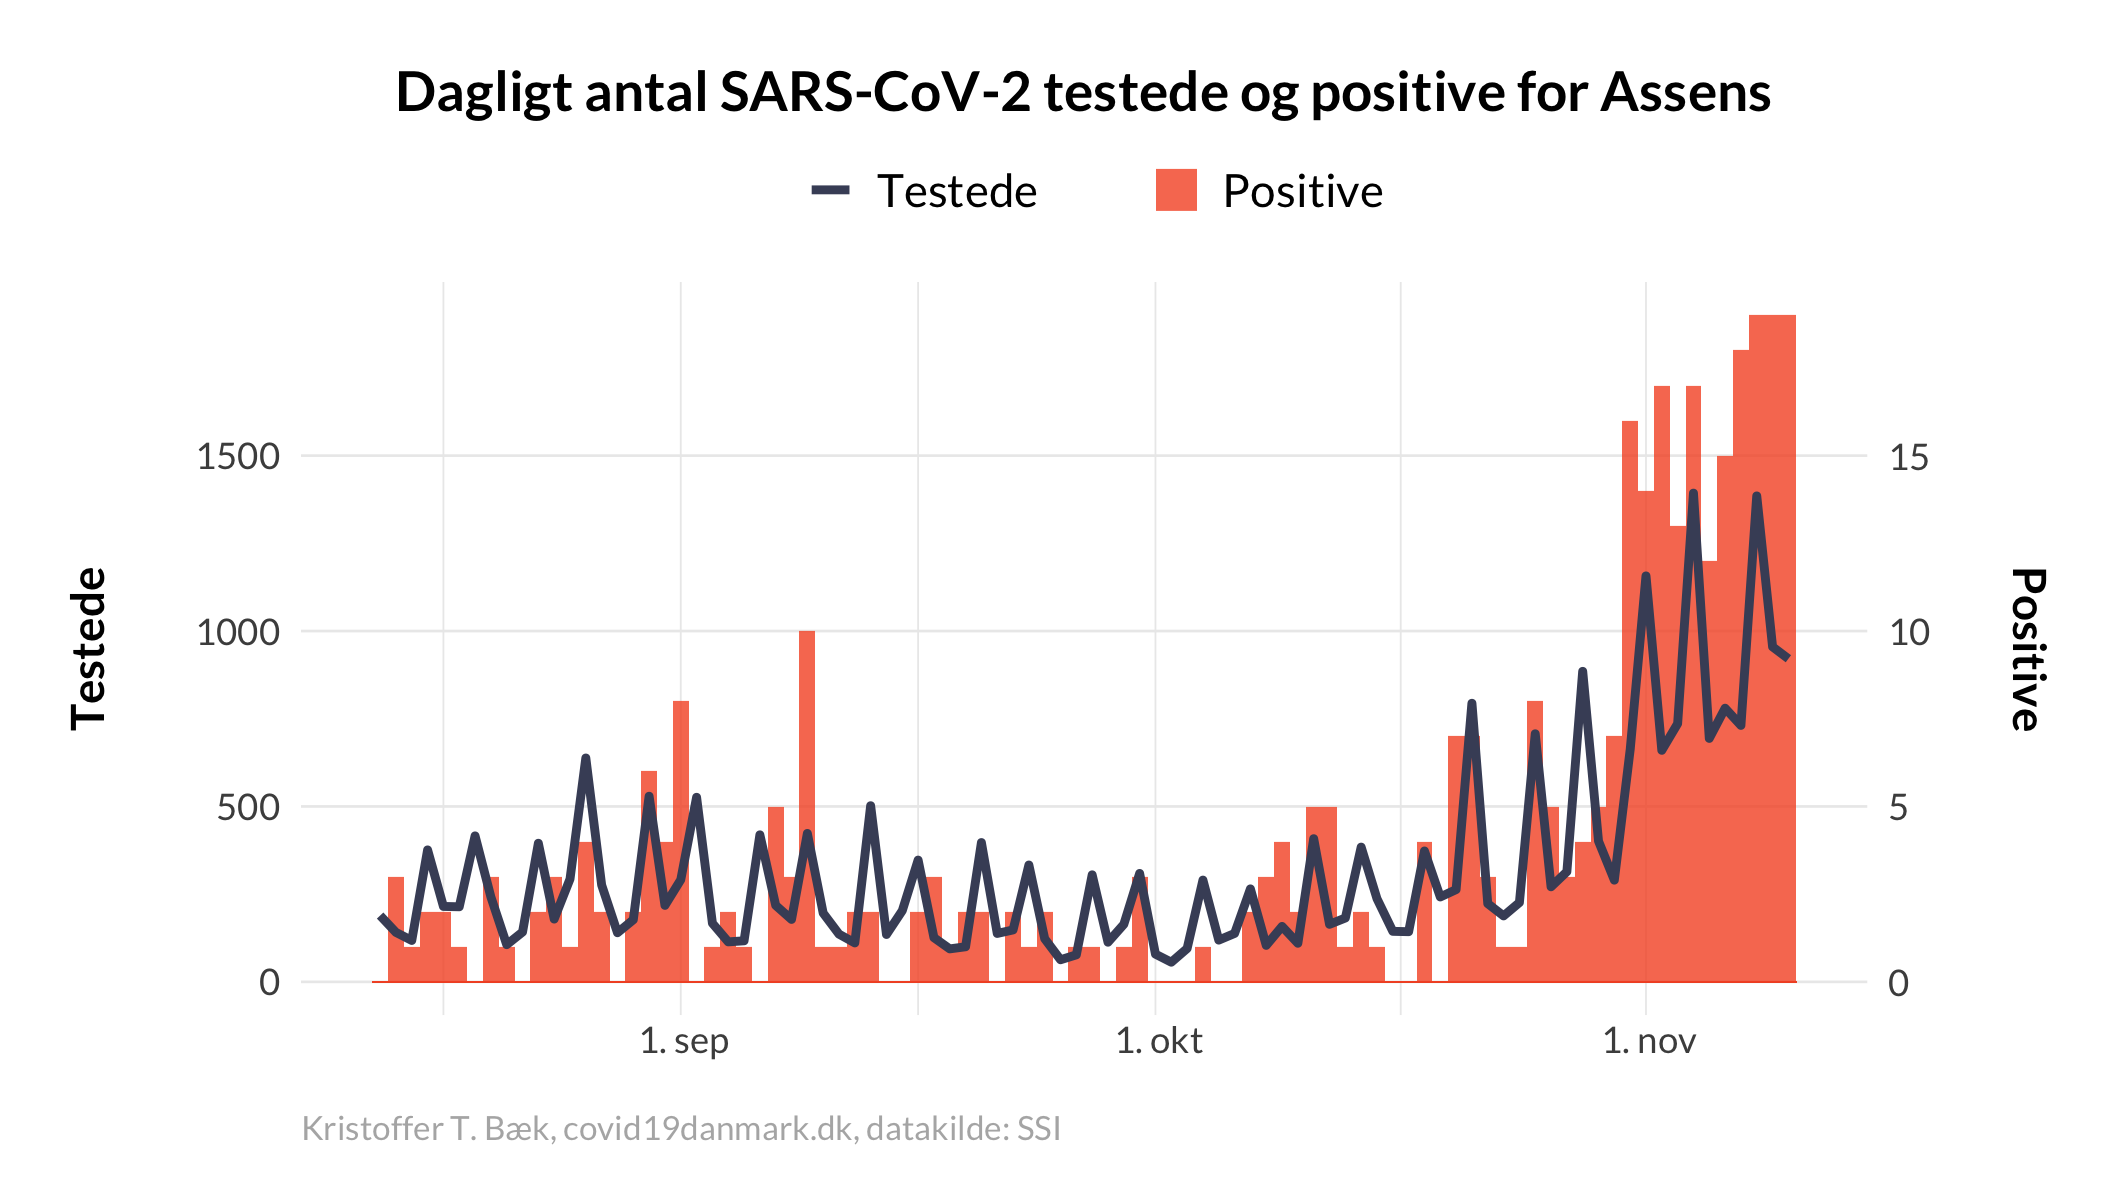 Dagligt antal SARS-CoV-2 testede og positive for Assens
Testede
Positive
1500
1000
500
0
15
10
5
0
Testede
Positive
1. sep
1. okt
1. nov
Kristoffer T. Bæk, covid19danmark.dk, datakilde: SSI